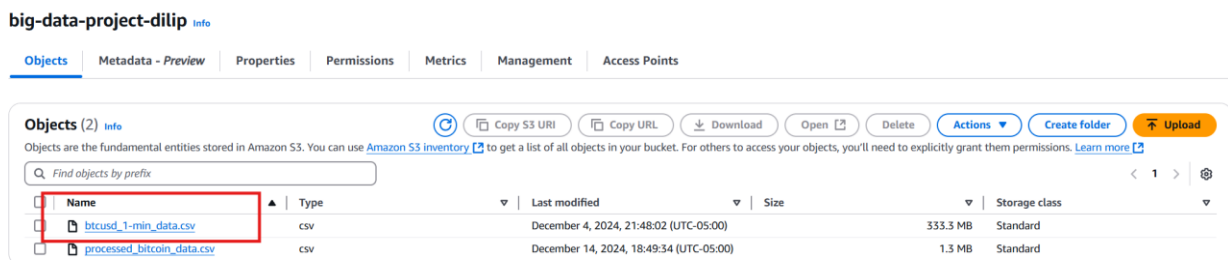 big-data-project-dilip Info
Objects Metadata - Preview Properties Permissions Metrics Management Access Points
Objects (2) Info Copy S3 URI Copy URL Download Open Delete Actions Create folder Upload
Objects are the fundamental entities stored in Amazon S3. You can use Amazon S3 inventory to get a list of all objects in your bucket. For others to access your objects, you'll need to explicitly grant them permissions. Learn more
Find objects by prefix 1
Name Type Last modified Size Storage class
btcusd_1-min_data.csv csv December 4, 2024, 21:48:02 (UTC-05:00) 333.3 MB Standard
processed_bitcoin_data.csv csv December 14, 2024, 18:49:34 (UTC-05:00) 1.3 MB Standard